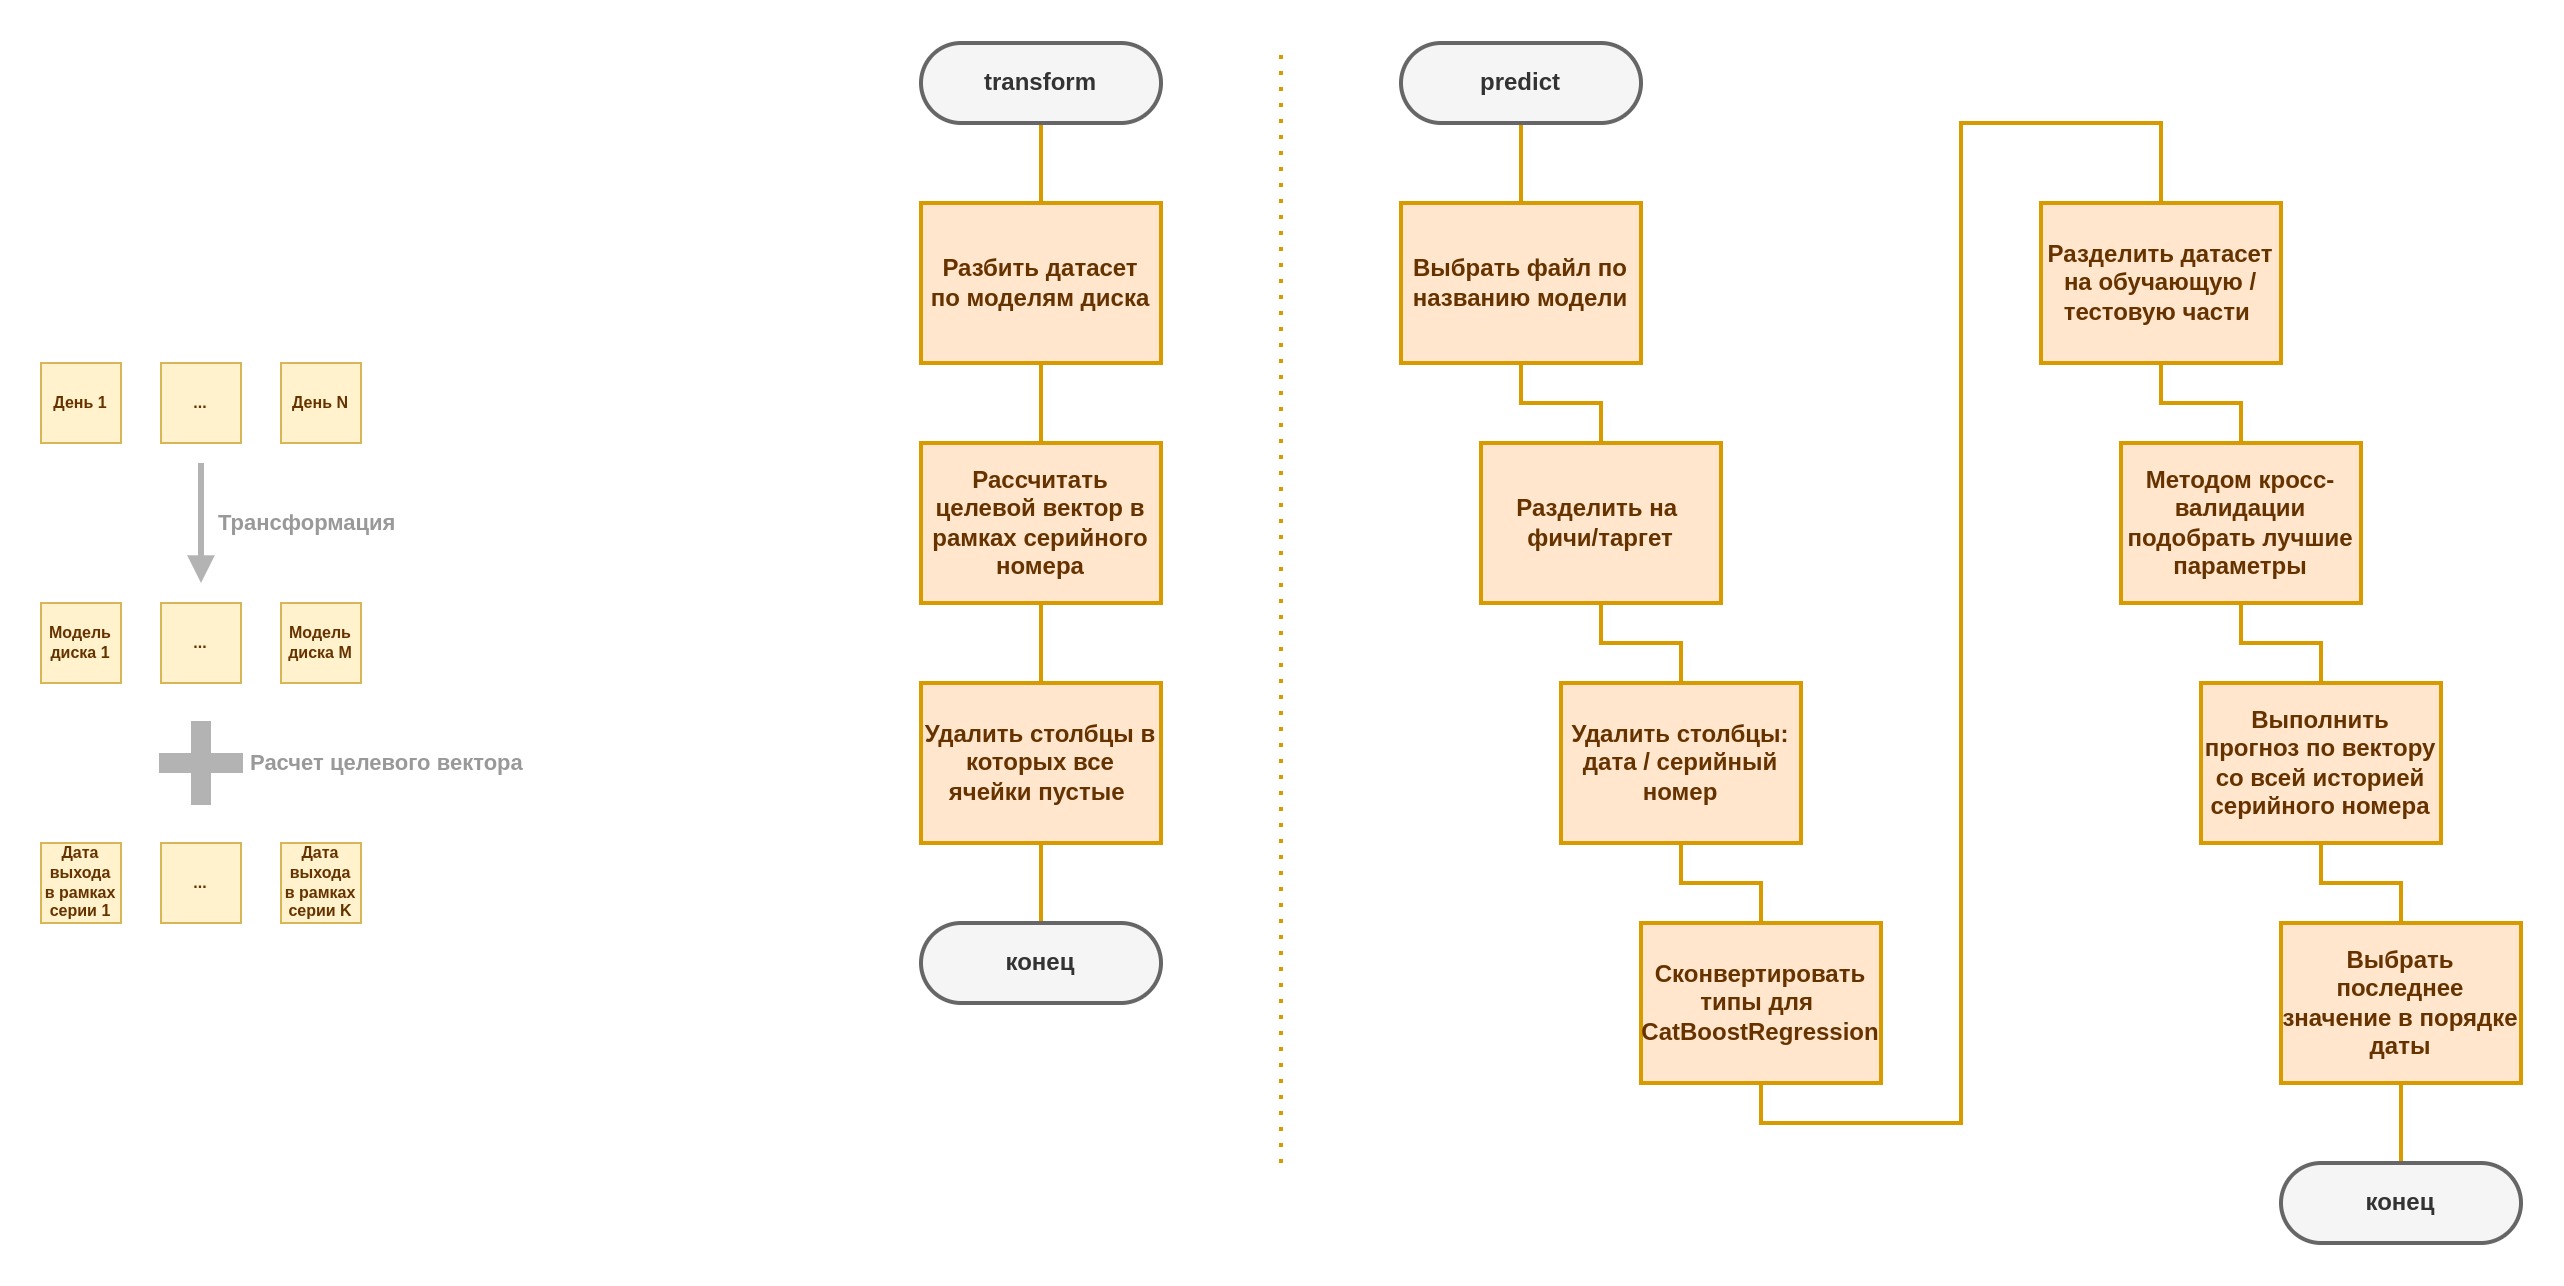 День 1
...
День N
Трансформация
Модель
диска 1
...
Модель
диска M
Расчет целевого вектора
Дата
выхода
в рамках
серии 1
...
Дата
выхода
в рамках
серии K
transform
Разбить датасет
по моделям диска
Рассчитать
целевой вектор в
рамках серийного
номера
Удалить столбцы в
которых все
ячейки пустые
конец
predict
Выбрать файл по
названию модели
Разделить на
фичи/таргет
Удалить столбцы:
дата / серийный
номер
Сконвертировать
типы для
CatBoostRegression
Разделить датасет
на обучающую /
тестовую части
Методом кросс-
валидации
подобрать лучшие
параметры
Выполнить
прогноз по вектору
со всей историей
серийного номера
Выбрать
последнее
значение в порядке
даты
конец